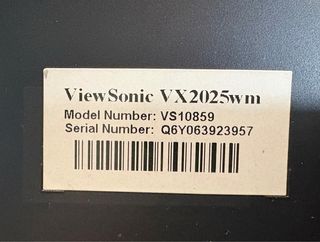 ViewSonic VX2025wm
Model Number: VS10859
Serial Number: Q6Y063923957